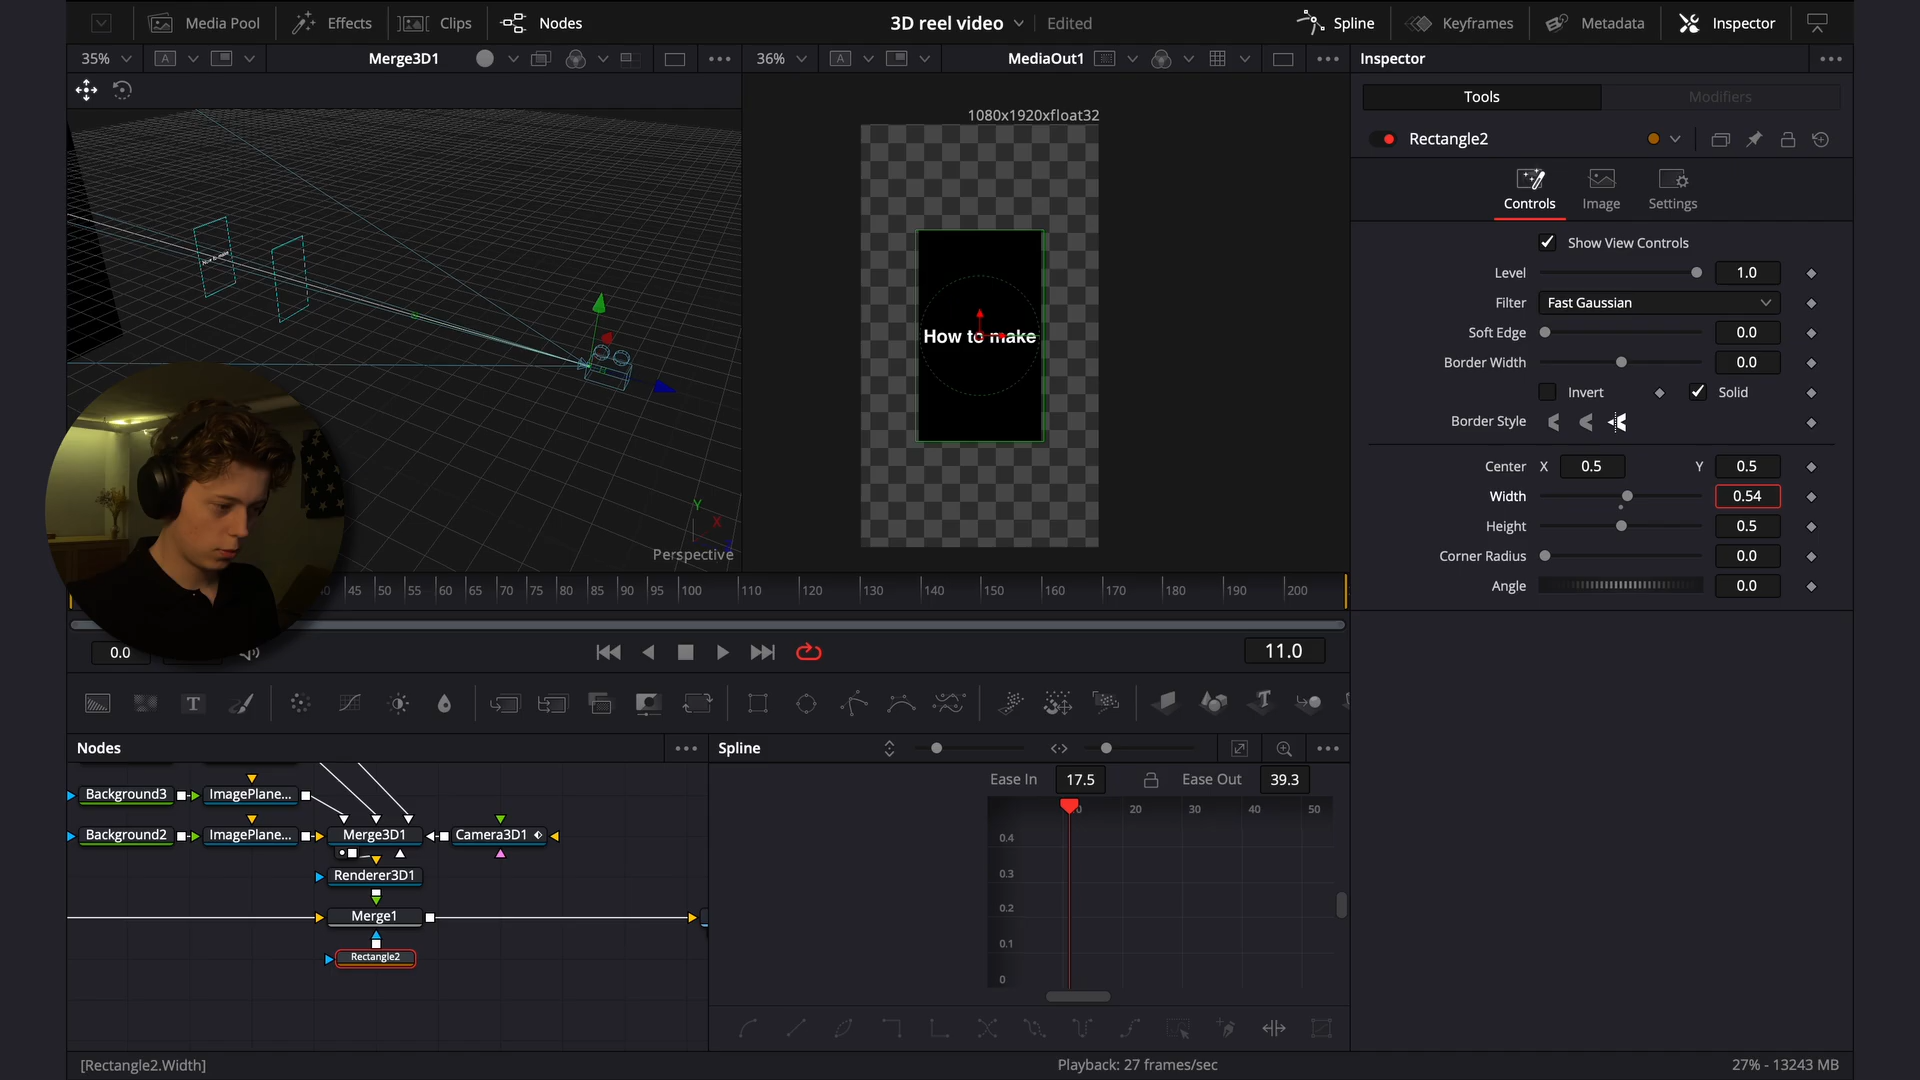 Media Pool Effects Clips Nodes 3D reel video Edited Spline Keyframes Metadata Inspector
35% A Merge3D1 36% A MediaOut1 Inspector
Tools Modifiers
1080x1920xfloat32
Rectangle2
Controls Image Settings
Show View Controls
Level 1.0
Filter Fast Gaussian
Soft Edge 0.0
Border Width 0.0
Invert Solid
Border Style
Center X 0.5 Y 0.5
Width 0.54
Height 0.5
Corner Radius 0.0
Angle 0.0
How to make
How to make
Y
X
Perspective
45 50 55 60 65 70 75 80 85 90 95 100 110 120 130 140 150 160 170 180 190 200
0.0 11.0
T T
Nodes Spline
Ease In 17.5 Ease Out 39.3
20 30 40 50
0.4
0.3
0.2
0.1
0
Background3 ImagePlane...
Background2 ImagePlane... Merge3D1 Camera3D1
Renderer3D1
Merge1
Rectangle2
[Rectangle2.Width] Playback: 27 frames/sec 27% - 13243 MB